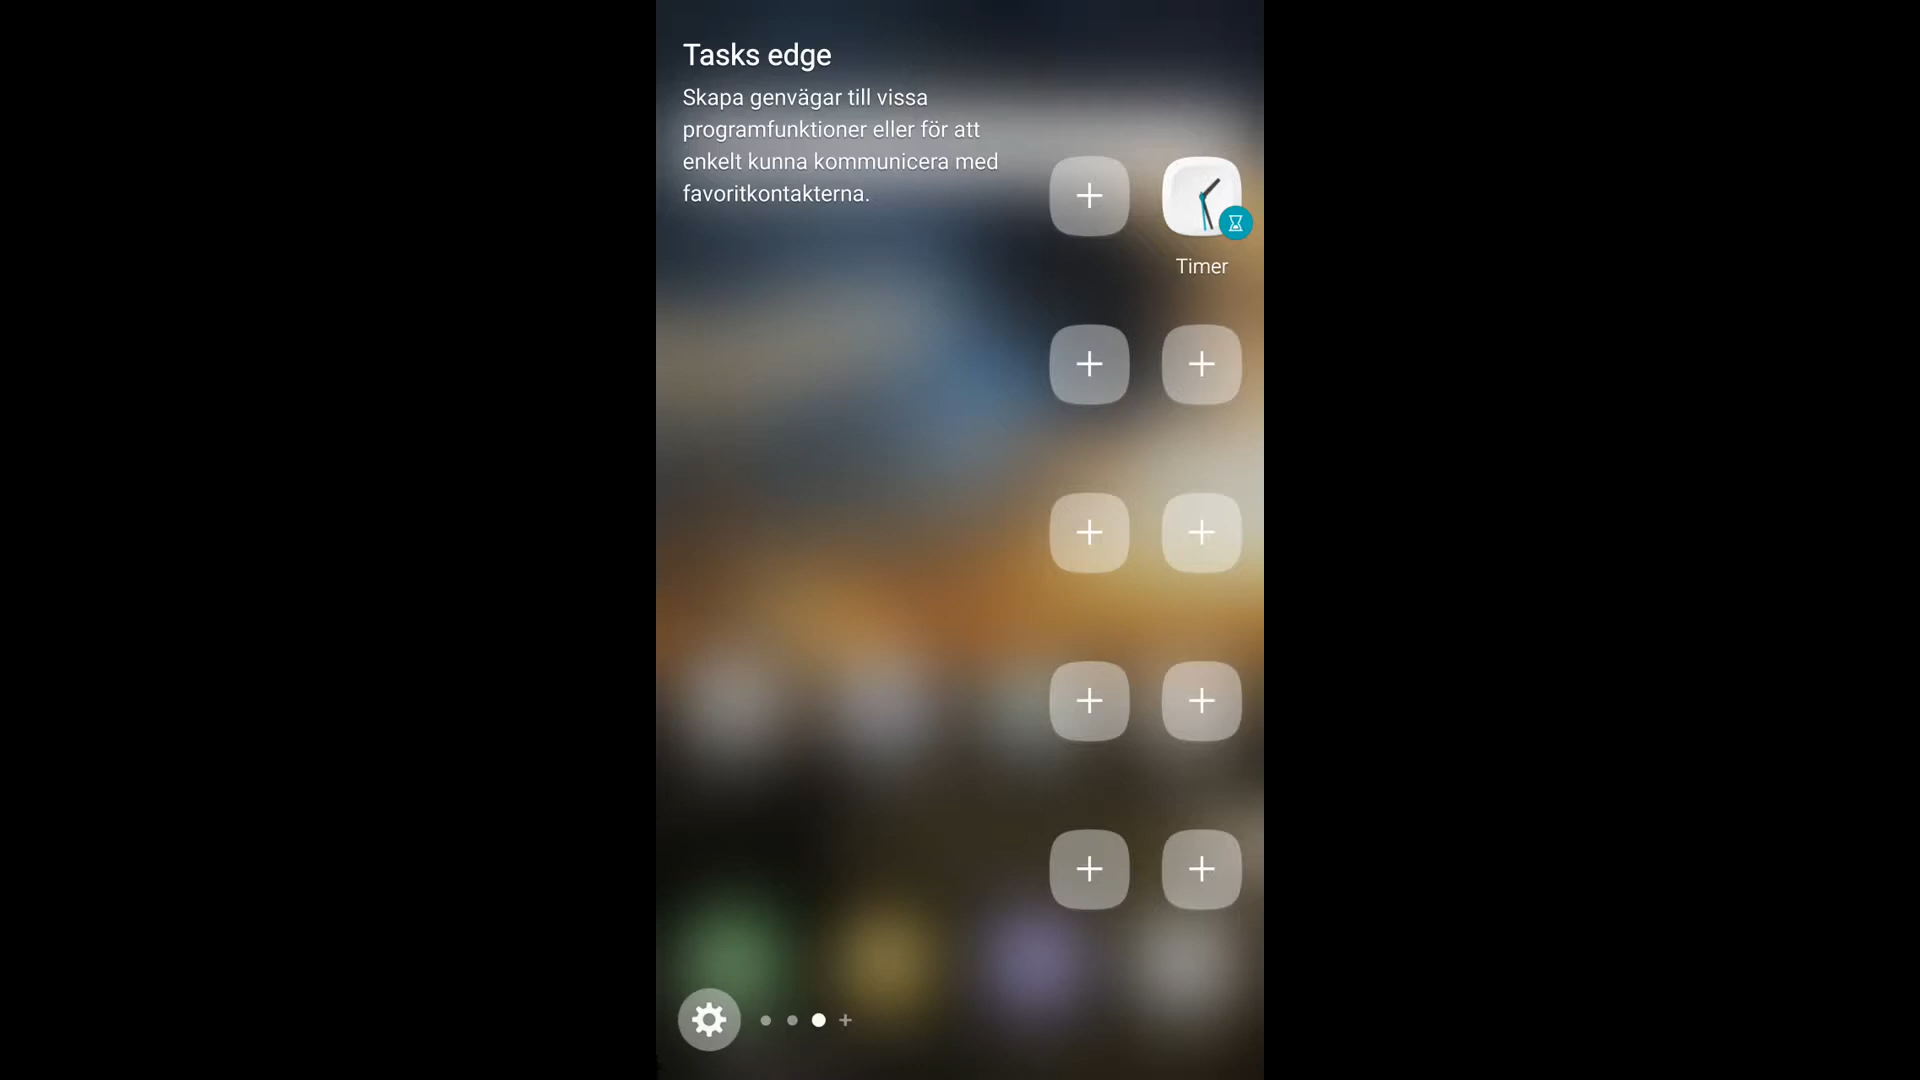 Tasks edge
Skapa genvägar till vissa
programfunktioner eller för att
enkelt kunna kommunicera med
favoritkontakterna.
Timer